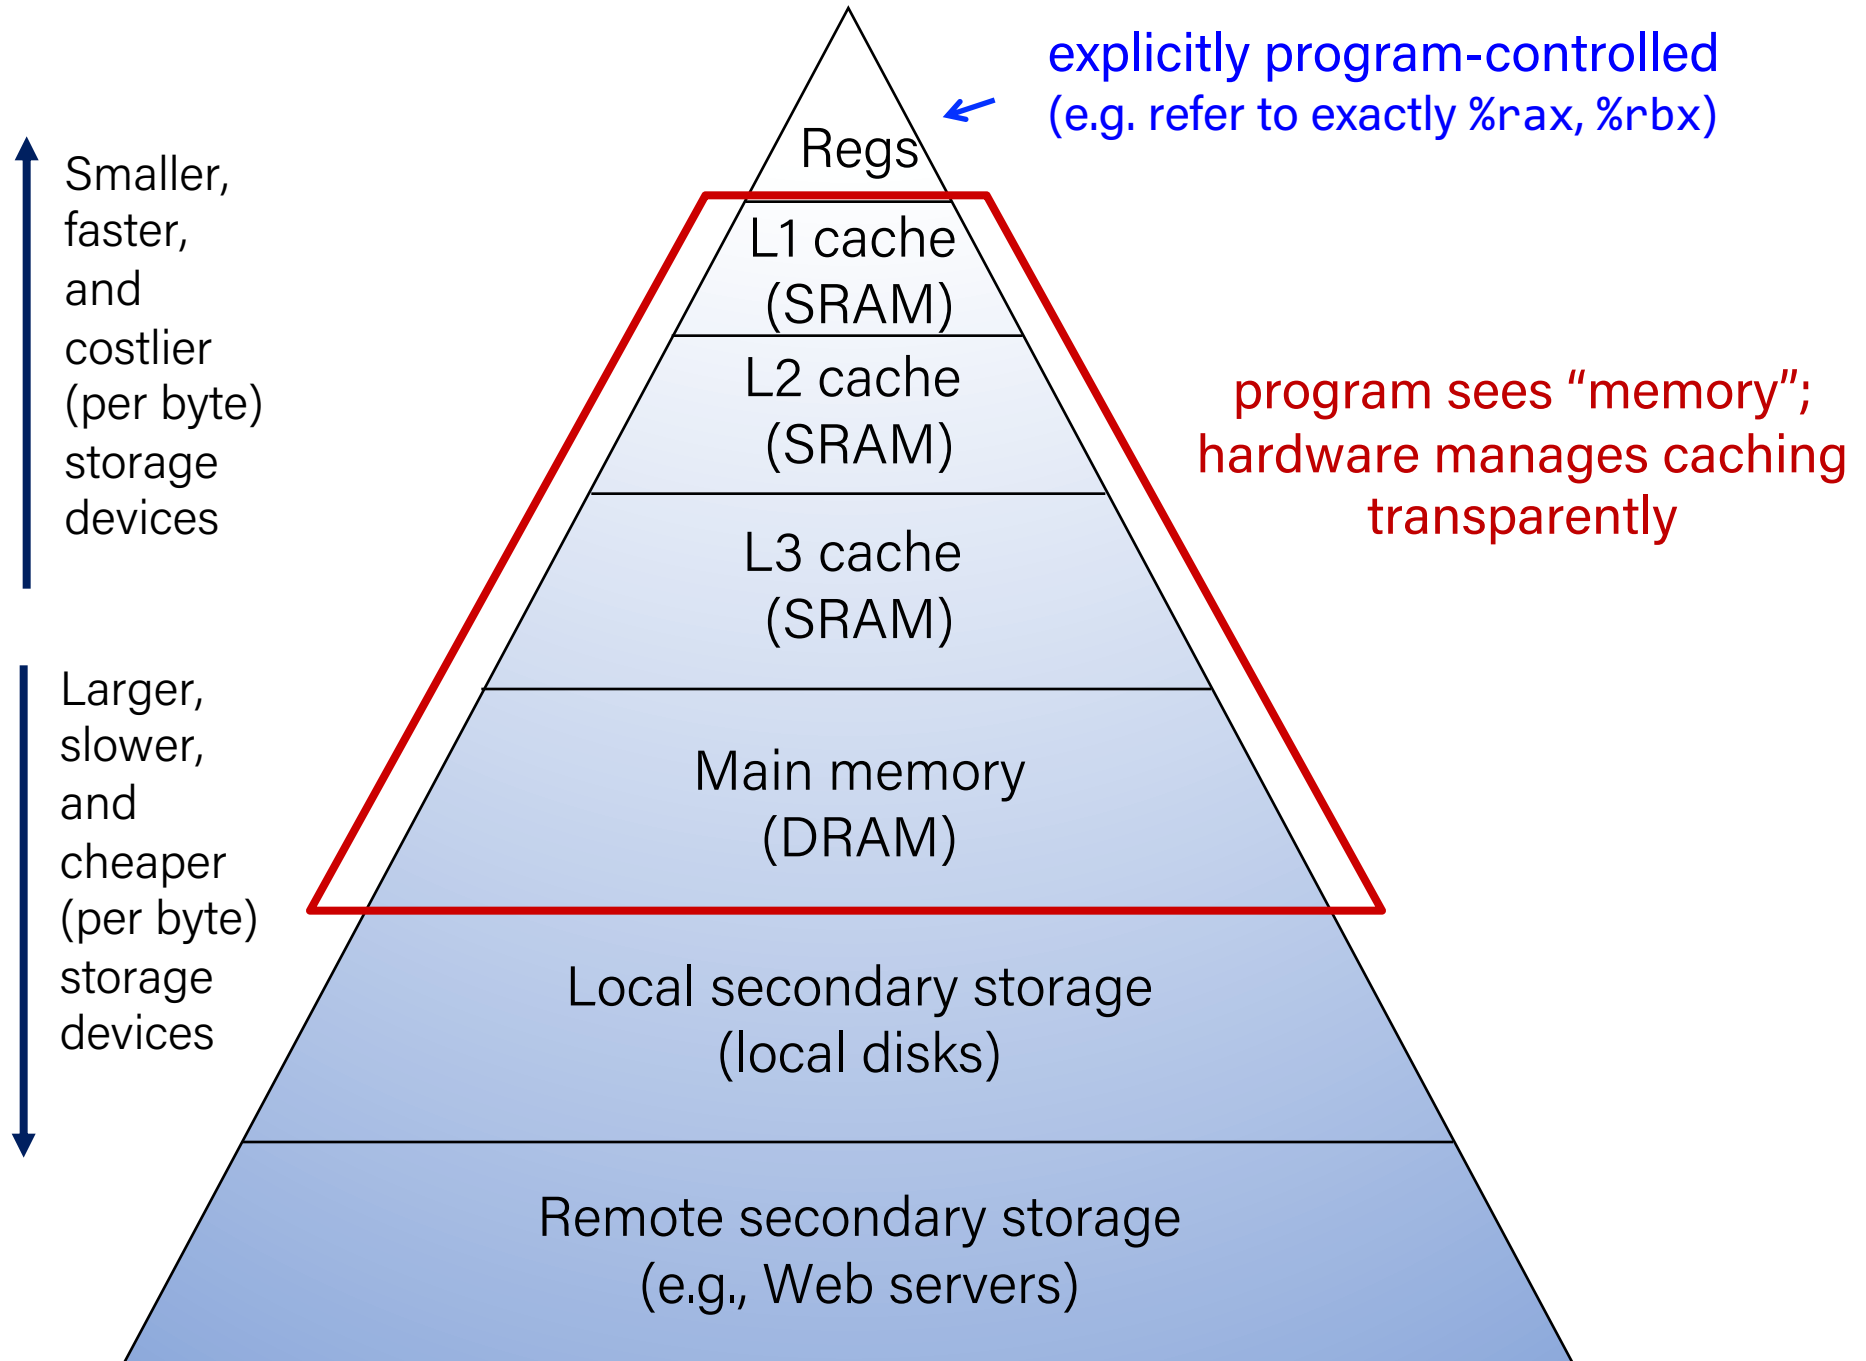 explicitly program-controlled
(e.g. refer to exactly %rax, %rbx)
Regs
Smaller,
faster,
and
costlier
(per byte)
storage
devices
L1 cache
(SRAM)
L2 cache
(SRAM)
program sees “memory”;
hardware manages caching
transparently
L3 cache
(SRAM)
Larger,
slower,
and
cheaper
(per byte)
storage
devices
Main memory
(DRAM)
Local secondary storage
(local disks)
Remote secondary storage
(e.g., Web servers)